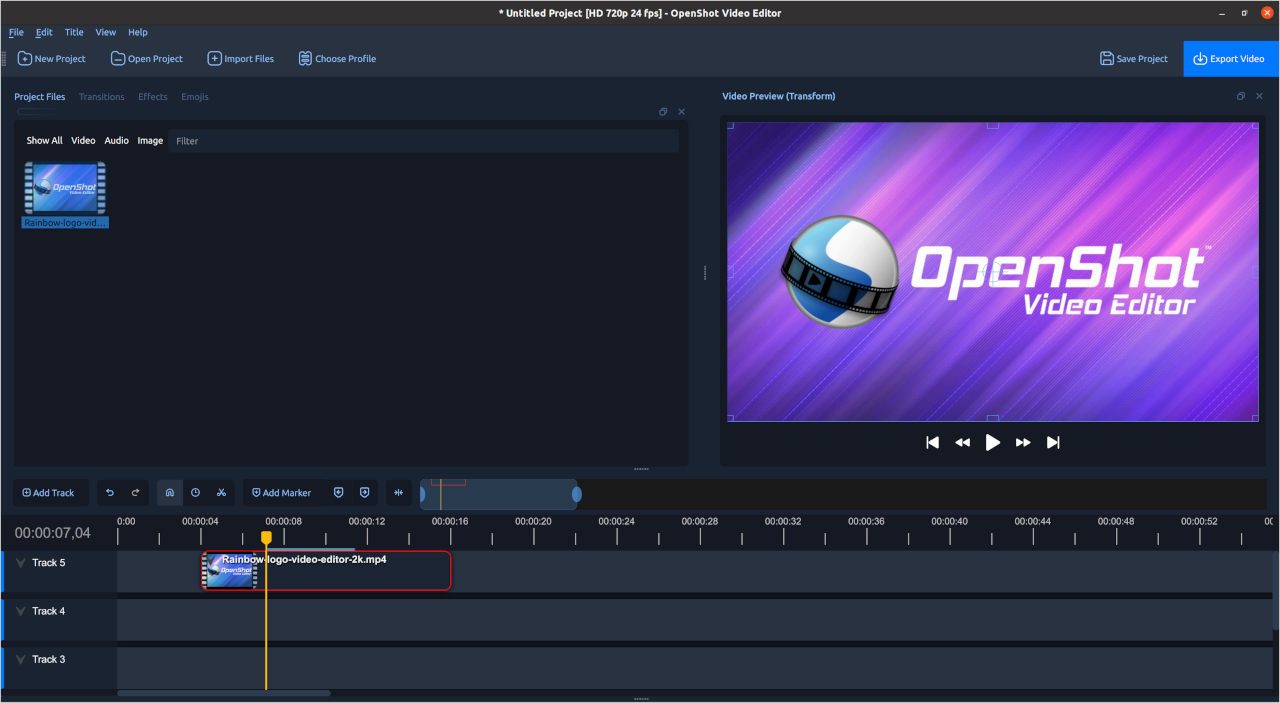 * Untitled Project [HD 720p 24 fps] - OpenShot Video Editor
File Edit Title View Help
New Project Open Project Import Files Choose Profile Save Project Export Video
Project Files Transitions Effects Emojis
Video Preview (Transform)
Show All Video Audio Image Filter
OpenShot
Video Editor
Rainbow-logo-vid...
OpenShot™
Video Editor
Add Track Add Marker
00:00:07,04
0:00 00:00:04 00:00:08 00:00:12 00:00:16 00:00:20 00:00:24 00:00:28 00:00:32 00:00:36 00:00:40 00:00:44 00:00:48 00:00:52
Track 5
Rainbow-logo-video-editor-2k.mp4
OpenShot
Track 4
Track 3